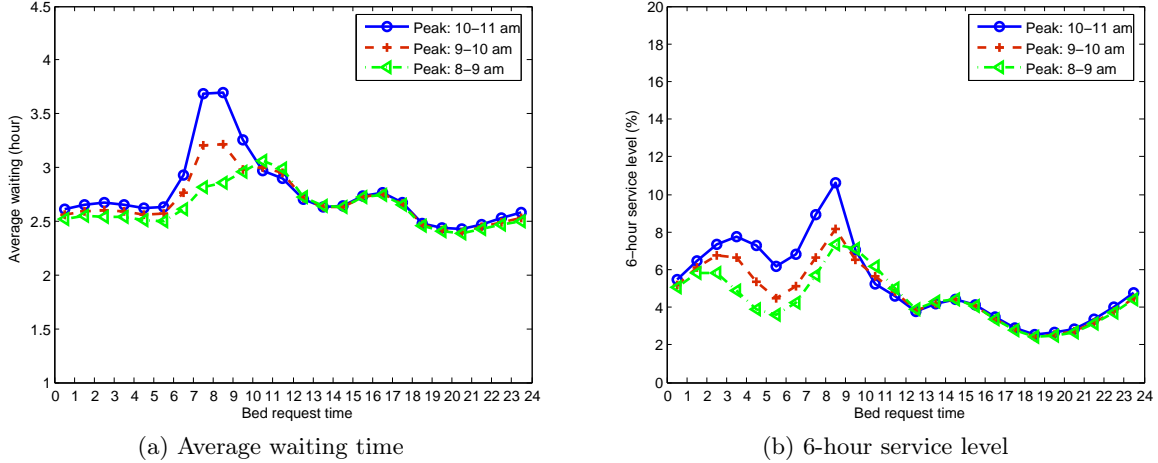 4.5
4
3.5
3
2.5
2
1.5
1
Average waiting (hour)
0 1 2 3 4 5 6 7 8 9 10 11 12 13 14 15 16 17 18 19 20 21 22 23 24
Bed request time
Peak: 10−11 am
Peak: 9−10 am
Peak: 8−9 am
(a) Average waiting time
20
18
16
14
12
10
8
6
4
2
0
6−hour service level (%)
0 1 2 3 4 5 6 7 8 9 10 11 12 13 14 15 16 17 18 19 20 21 22 23 24
Bed request time
Peak: 10−11 am
Peak: 9−10 am
Peak: 8−9 am
(b) 6-hour service level